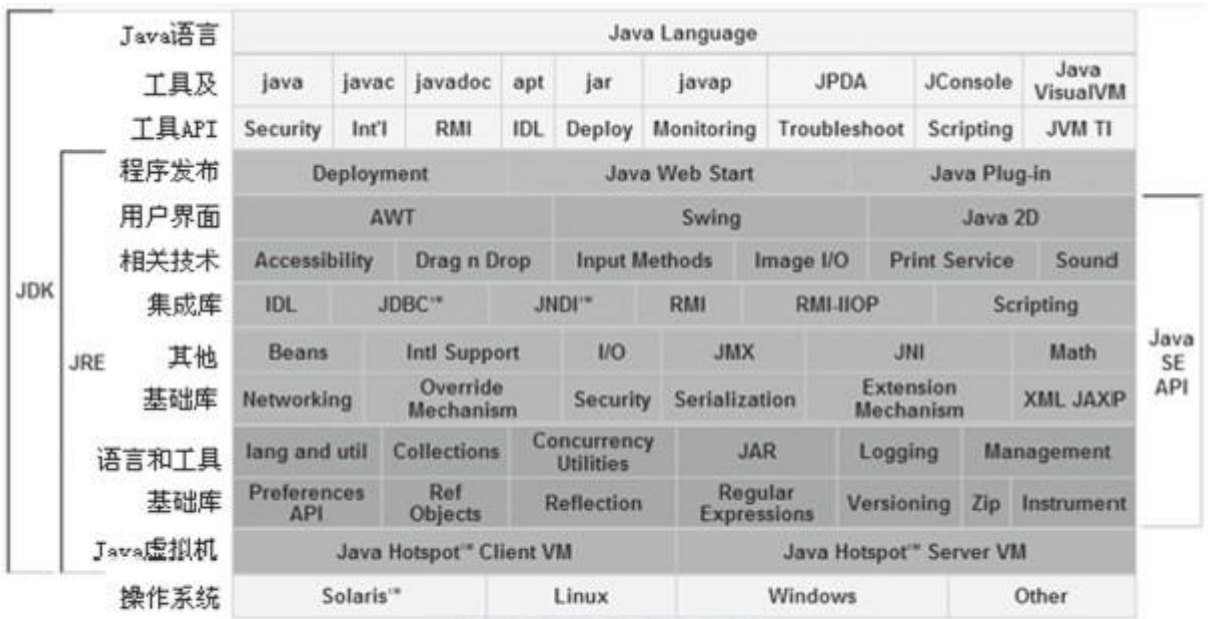 Java语言 Java Language
工具及 java javac javadoc apt jar javap JPDA JConsole Java VisualVM
工具API Security Int'l RMI IDL Deploy Monitoring Troubleshoot Scripting JVM TI
程序发布 Deployment Java Web Start Java Plug-in
用户界面 AWT Swing Java 2D
相关技术 Accessibility Drag n Drop Input Methods Image I/O Print Service Sound
JDK
集成库 IDL JDBC™ JNDI™ RMI RMI-IIOP Scripting
JRE
其他 Beans Intl Support I/O JMX JNI Math
Java SE API
基础库 Networking Override Mechanism Security Serialization Extension Mechanism XML JAXP
语言和工具 lang and util Collections Concurrency Utilities JAR Logging Management
基础库 Preferences API Ref Objects Reflection Regular Expressions Versioning Zip Instrument
Java虚拟机 Java Hotspot™ Client VM Java Hotspot™ Server VM
操作系统 Solaris™ Linux Windows Other